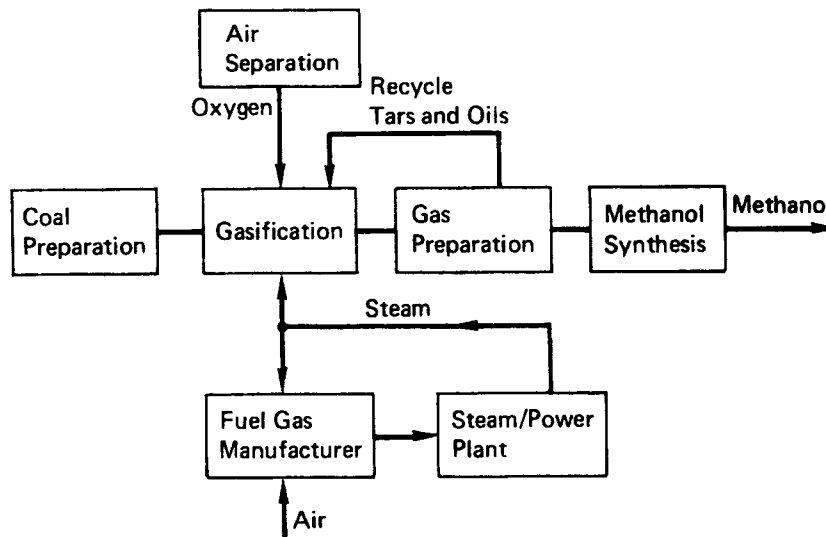 Air
Separation
Oxygen
Recycle
Tars and Oils
Coal
Preparation
Gasification
Gas
Preparation
Methanol
Synthesis
Methano
Steam
Fuel Gas
Manufacturer
Steam/Power
Plant
Air